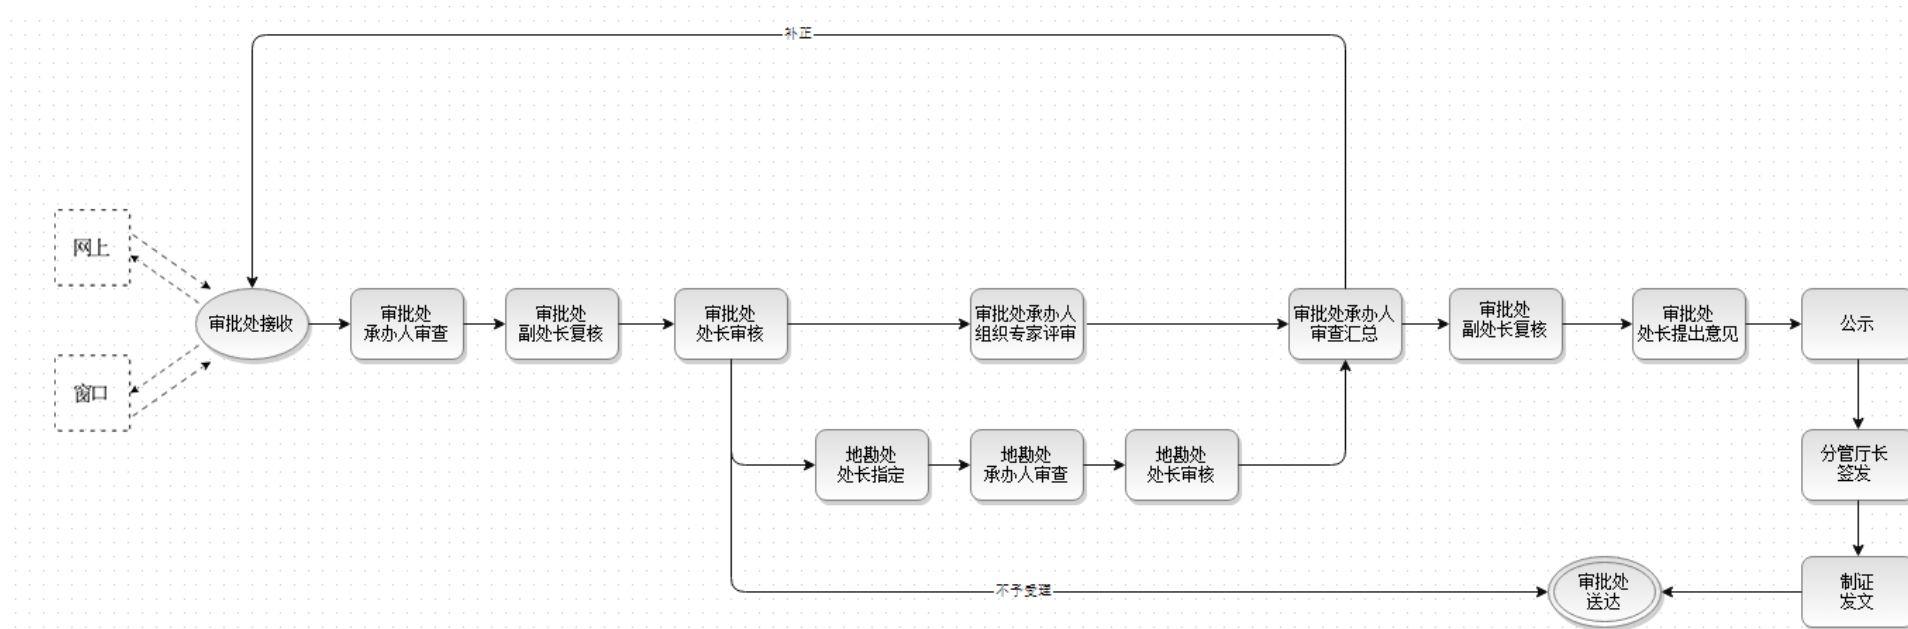 补正
网上
窗口
审批处接收
审批处
承办人审查
审批处
副处长复核
审批处
处长审核
审批处承办人
组织专家评审
审批处承办人
审查汇总
审批处
副处长复核
审批处
处长提出意见
公示
地勘处
处长指定
地勘处
承办人审查
地勘处
处长审核
分管厅长
签发
不予受理
审批处
送达
制证
发文